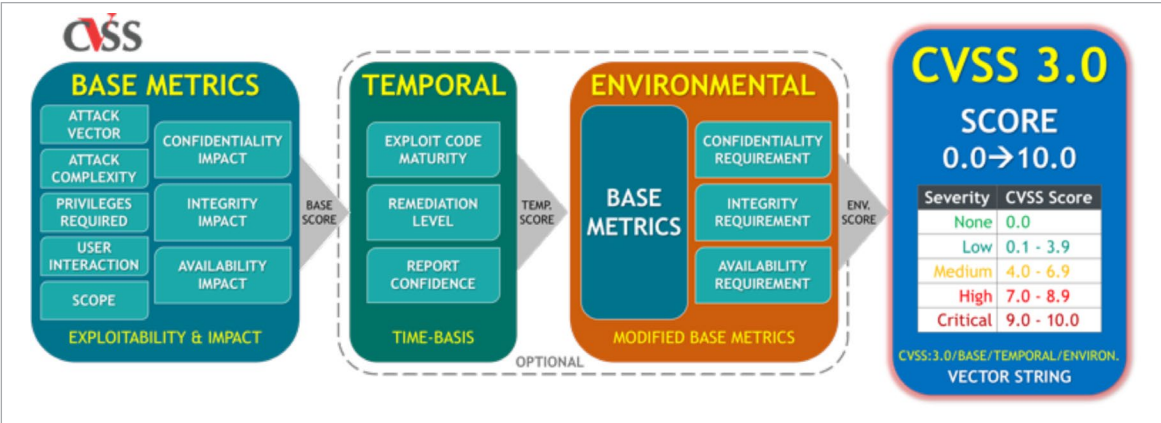 CVSS
BASE METRICS
ATTACK
VECTOR
ATTACK
COMPLEXITY
PRIVILEGES
REQUIRED
USER
INTERACTION
SCOPE
CONFIDENTIALITY
IMPACT
INTEGRITY
IMPACT
AVAILABILITY
IMPACT
EXPLOITABILITY & IMPACT
BASE
SCORE
TEMPORAL
EXPLOIT CODE
MATURITY
REMEDIATION
LEVEL
REPORT
CONFIDENCE
TIME-BASIS
TEMP.
SCORE
OPTIONAL
ENVIRONMENTAL
BASE
METRICS
CONFIDENTIALITY
REQUIREMENT
INTEGRITY
REQUIREMENT
AVAILABILITY
REQUIREMENT
MODIFIED BASE METRICS
ENV.
SCORE
CVSS 3.0
SCORE
0.0→10.0
Severity CVSS Score
None 0.0
Low 0.1 - 3.9
Medium 4.0 - 6.9
High 7.0 - 8.9
Critical 9.0 - 10.0
CVSS:3.0/BASE/TEMPORAL/ENVIRON.
VECTOR STRING